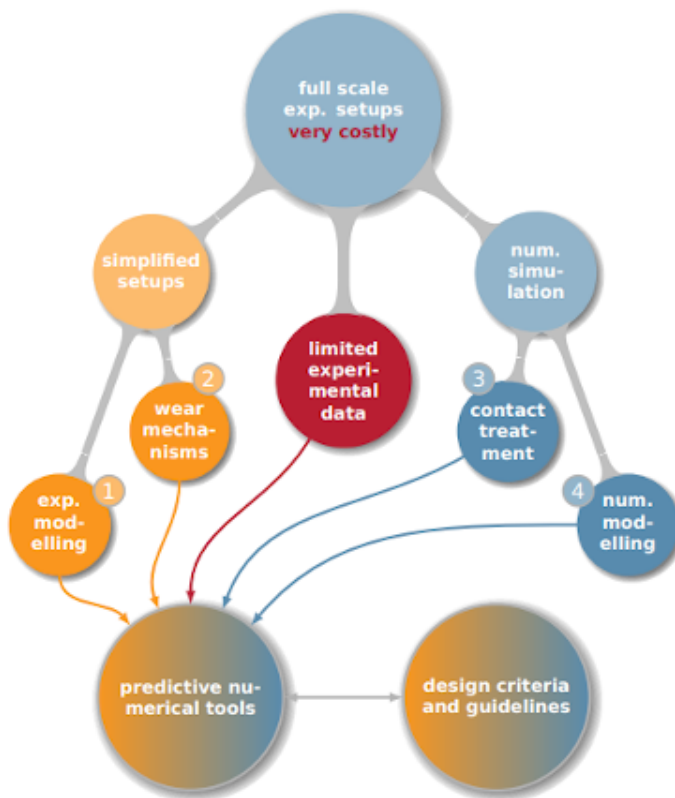 full scale
exp. setups
very costly
simplified
setups
num.
simu-
lation
limited
experi-
mental
data
2
wear
mecha-
nisms
3
contact
treat-
ment
1
exp.
mod-
elling
4
num.
mod-
elling
predictive nu-
merical tools
design criteria
and guidelines